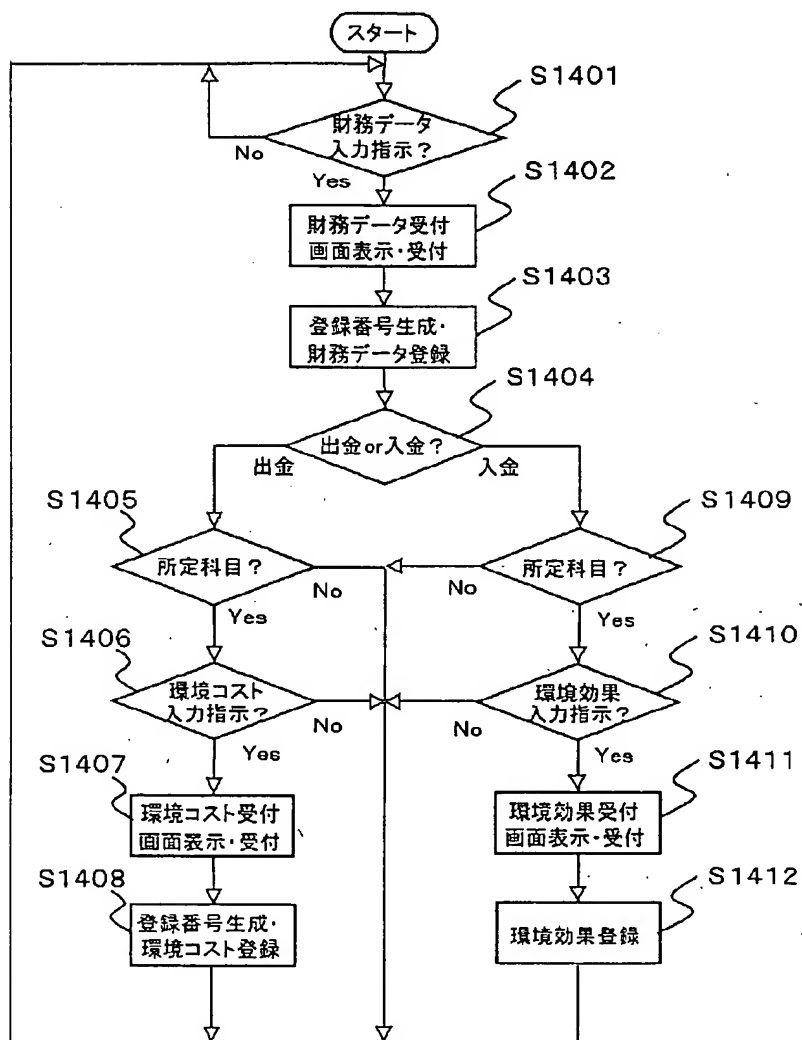 スタート
S1401
財務データ
入力指示?
No
Yes
S1402
財務データ受付
画面表示・受付
S1403
登録番号生成・
財務データ登録
S1404
出金or入金?
出金
入金
S1405
所定科目?
No
Yes
S1409
所定科目?
No
Yes
S1406
環境コスト
入力指示?
No
Yes
S1410
環境効果
入力指示?
No
Yes
S1407
環境コスト受付
画面表示・受付
S1411
環境効果受付
画面表示・受付
S1408
登録番号生成・
環境コスト登録
S1412
環境効果登録